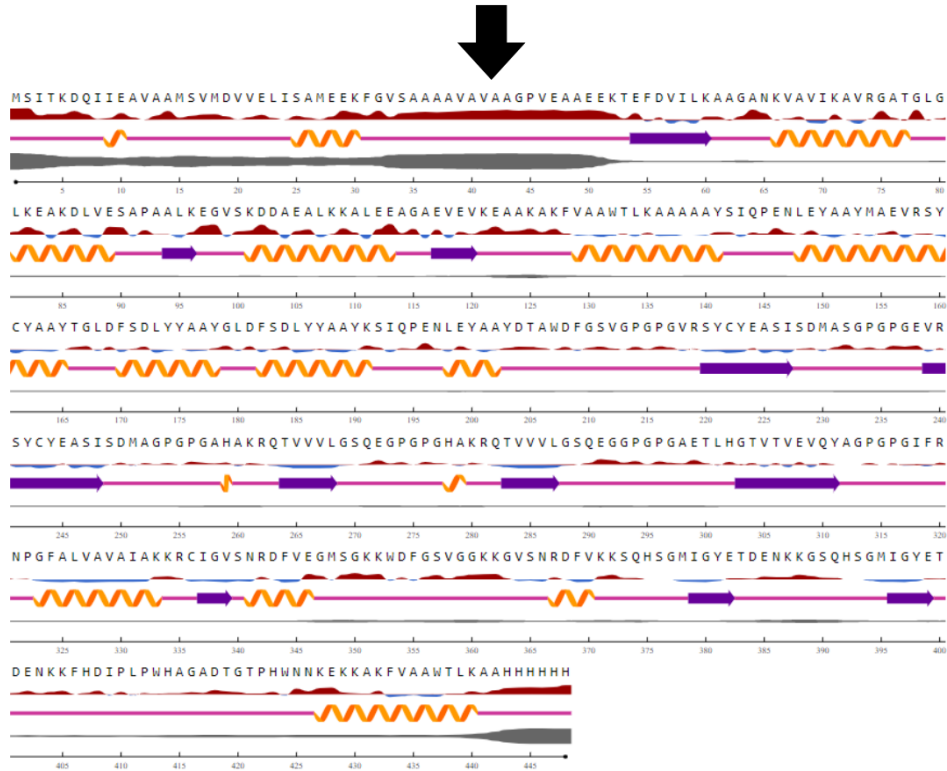 MSITKDQIIEAVAAMSVMDVVELISAMEEKFGVSAAAAVAVAAGPVEAAEEKTEFDVILKAAGANKVAVIKAVRGATGLG
5 10 15 20 25 30 35 40 45 50 55 60 65 70 75 80
LKEAKDLVESAPAALKEGVSKDDAEALKKALEEAGAEVEVKEAAKAKFVAAWTLKAAAAAYSIQPENLEYAAYMAEVRSY
85 90 95 100 105 110 115 120 125 130 135 140 145 150 155 160
CYAAYTGLDFSDLYYAAYGLDFSDLYYAAYKSIQPENLEYAAYDTAWDFGSVGPGPGVRSYCYEASISDMASGPGPGEVR
165 170 175 180 185 190 195 200 205 210 215 220 225 230 235 240
SYCYEASISDMAGPGPGAHAKRQTVVVLGSQEGPGPGHAKRQTVVVLGSQEGGPGPGAETLHGTVTVEVQYAGPGPGIFR
245 250 255 260 265 270 275 280 285 290 295 300 305 310 315 320
NPGFALVAVAIAKKRCIGVSNRDFVEGMSGKKWDFGSVGGKKGVSNRDFVKKSQHSGMIGYETDENKKGSQHSGMIGYET
325 330 335 340 345 350 355 360 365 370 375 380 385 390 395 400
DENKKFHDIPLPWHAGADTGTPHWNNKEKKAKFVAAWTLKAAHHHHHH
405 410 415 420 425 430 435 440 445